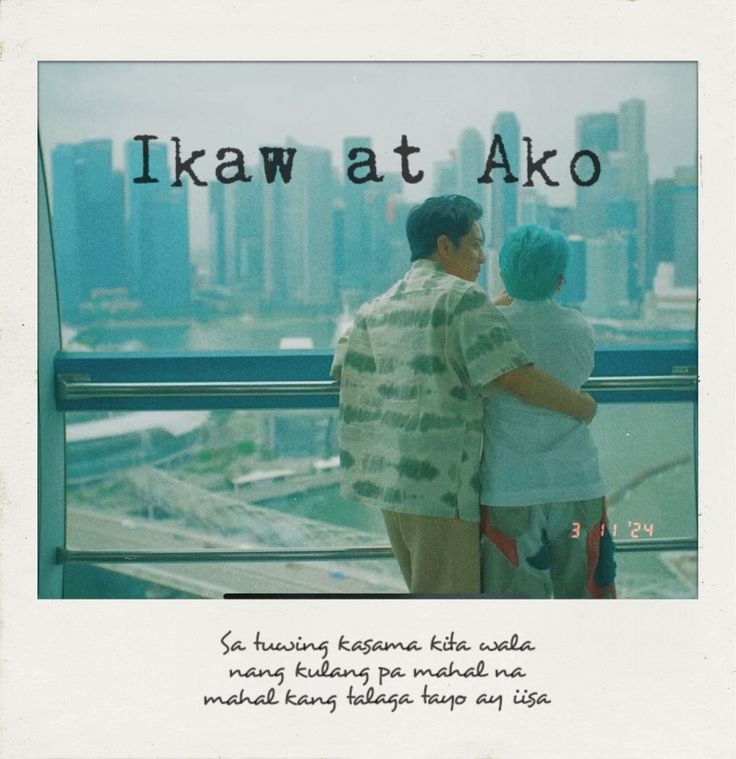 Ikaw at Ako
3 11 '24
Sa tuwing kasama kita wala
nang kulang pa mahal na
mahal kang talaga tayo ay iisa